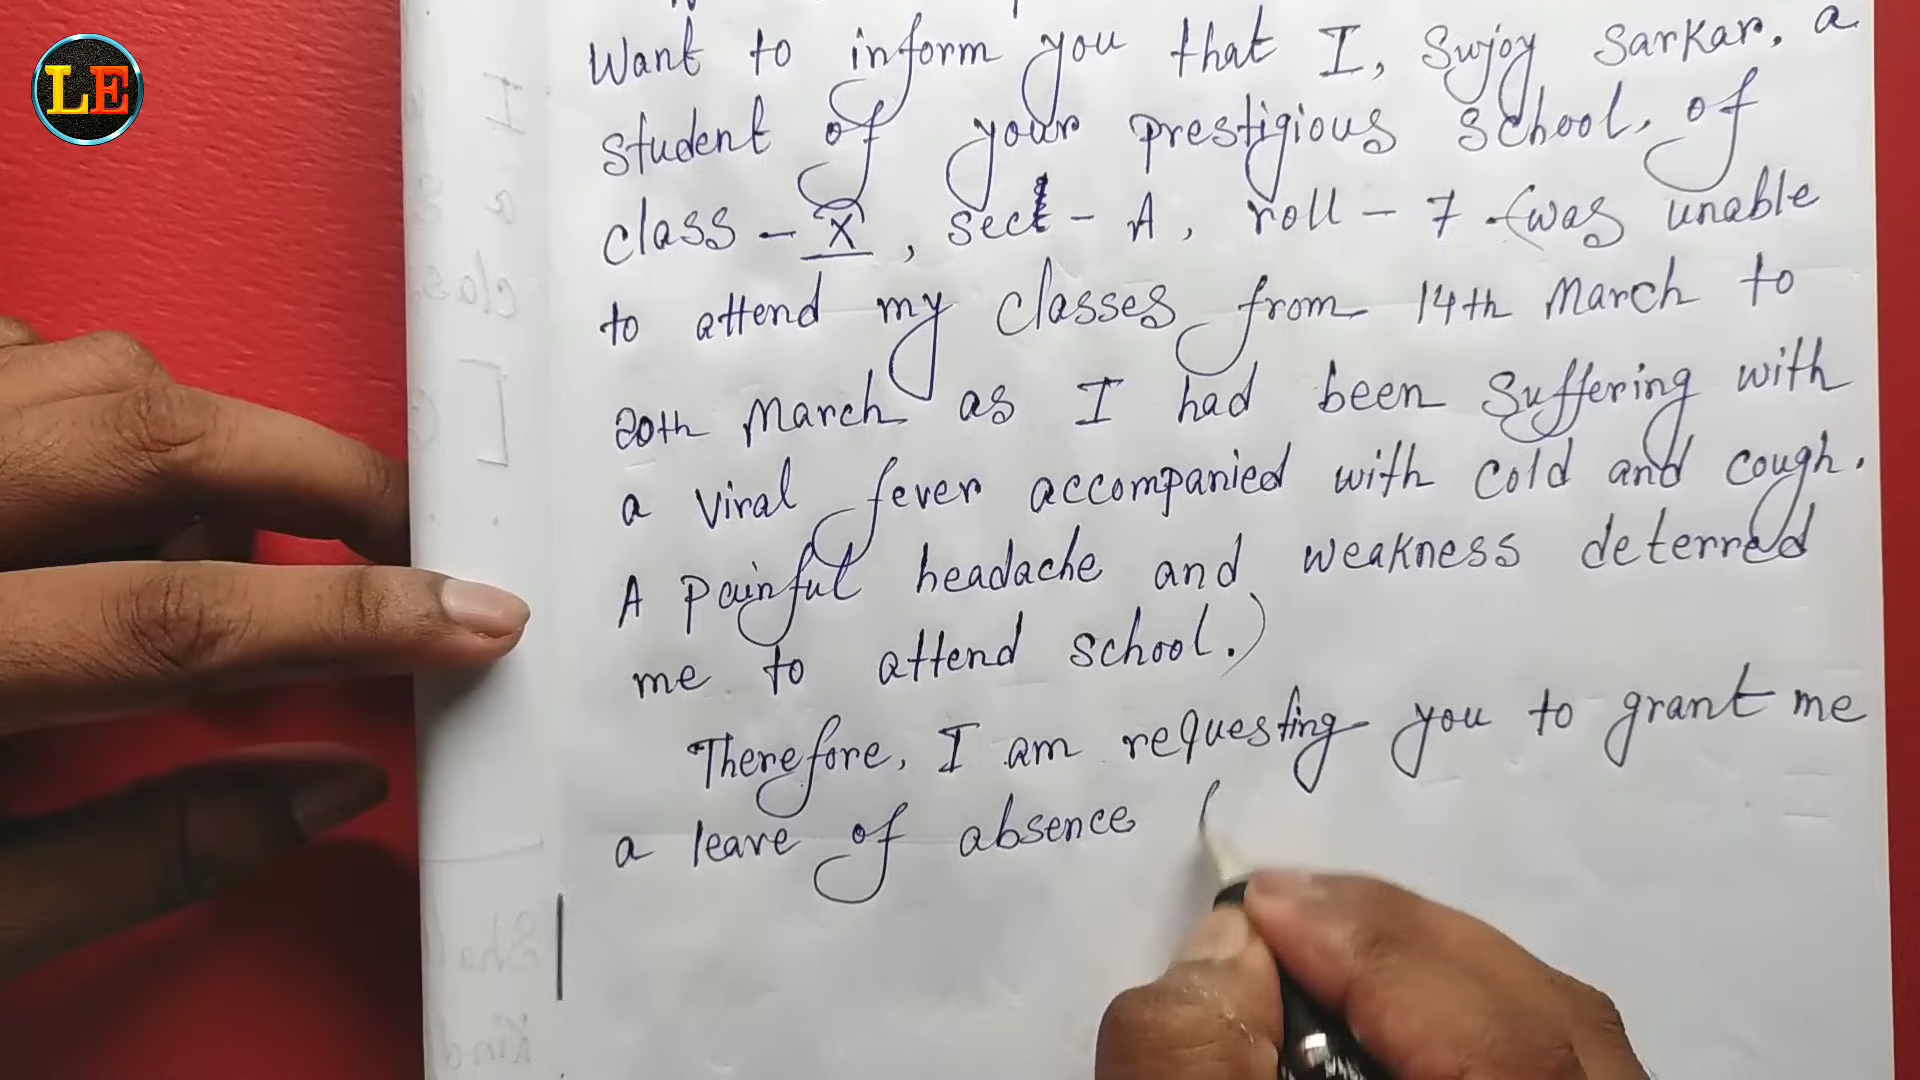 LE
Want to inform you that I, Sujoy Sarkar, a
student of your prestigious school, of
class - X, sect - A, roll - 7 (was unable
to attend my classes from 14th March to
20th March as I had been suffering with
a viral fever accompanied with cold and cough.
A painful headache and weakness deterred
me to attend school.)
Therefore, I am requesting you to grant me
a leave of absence